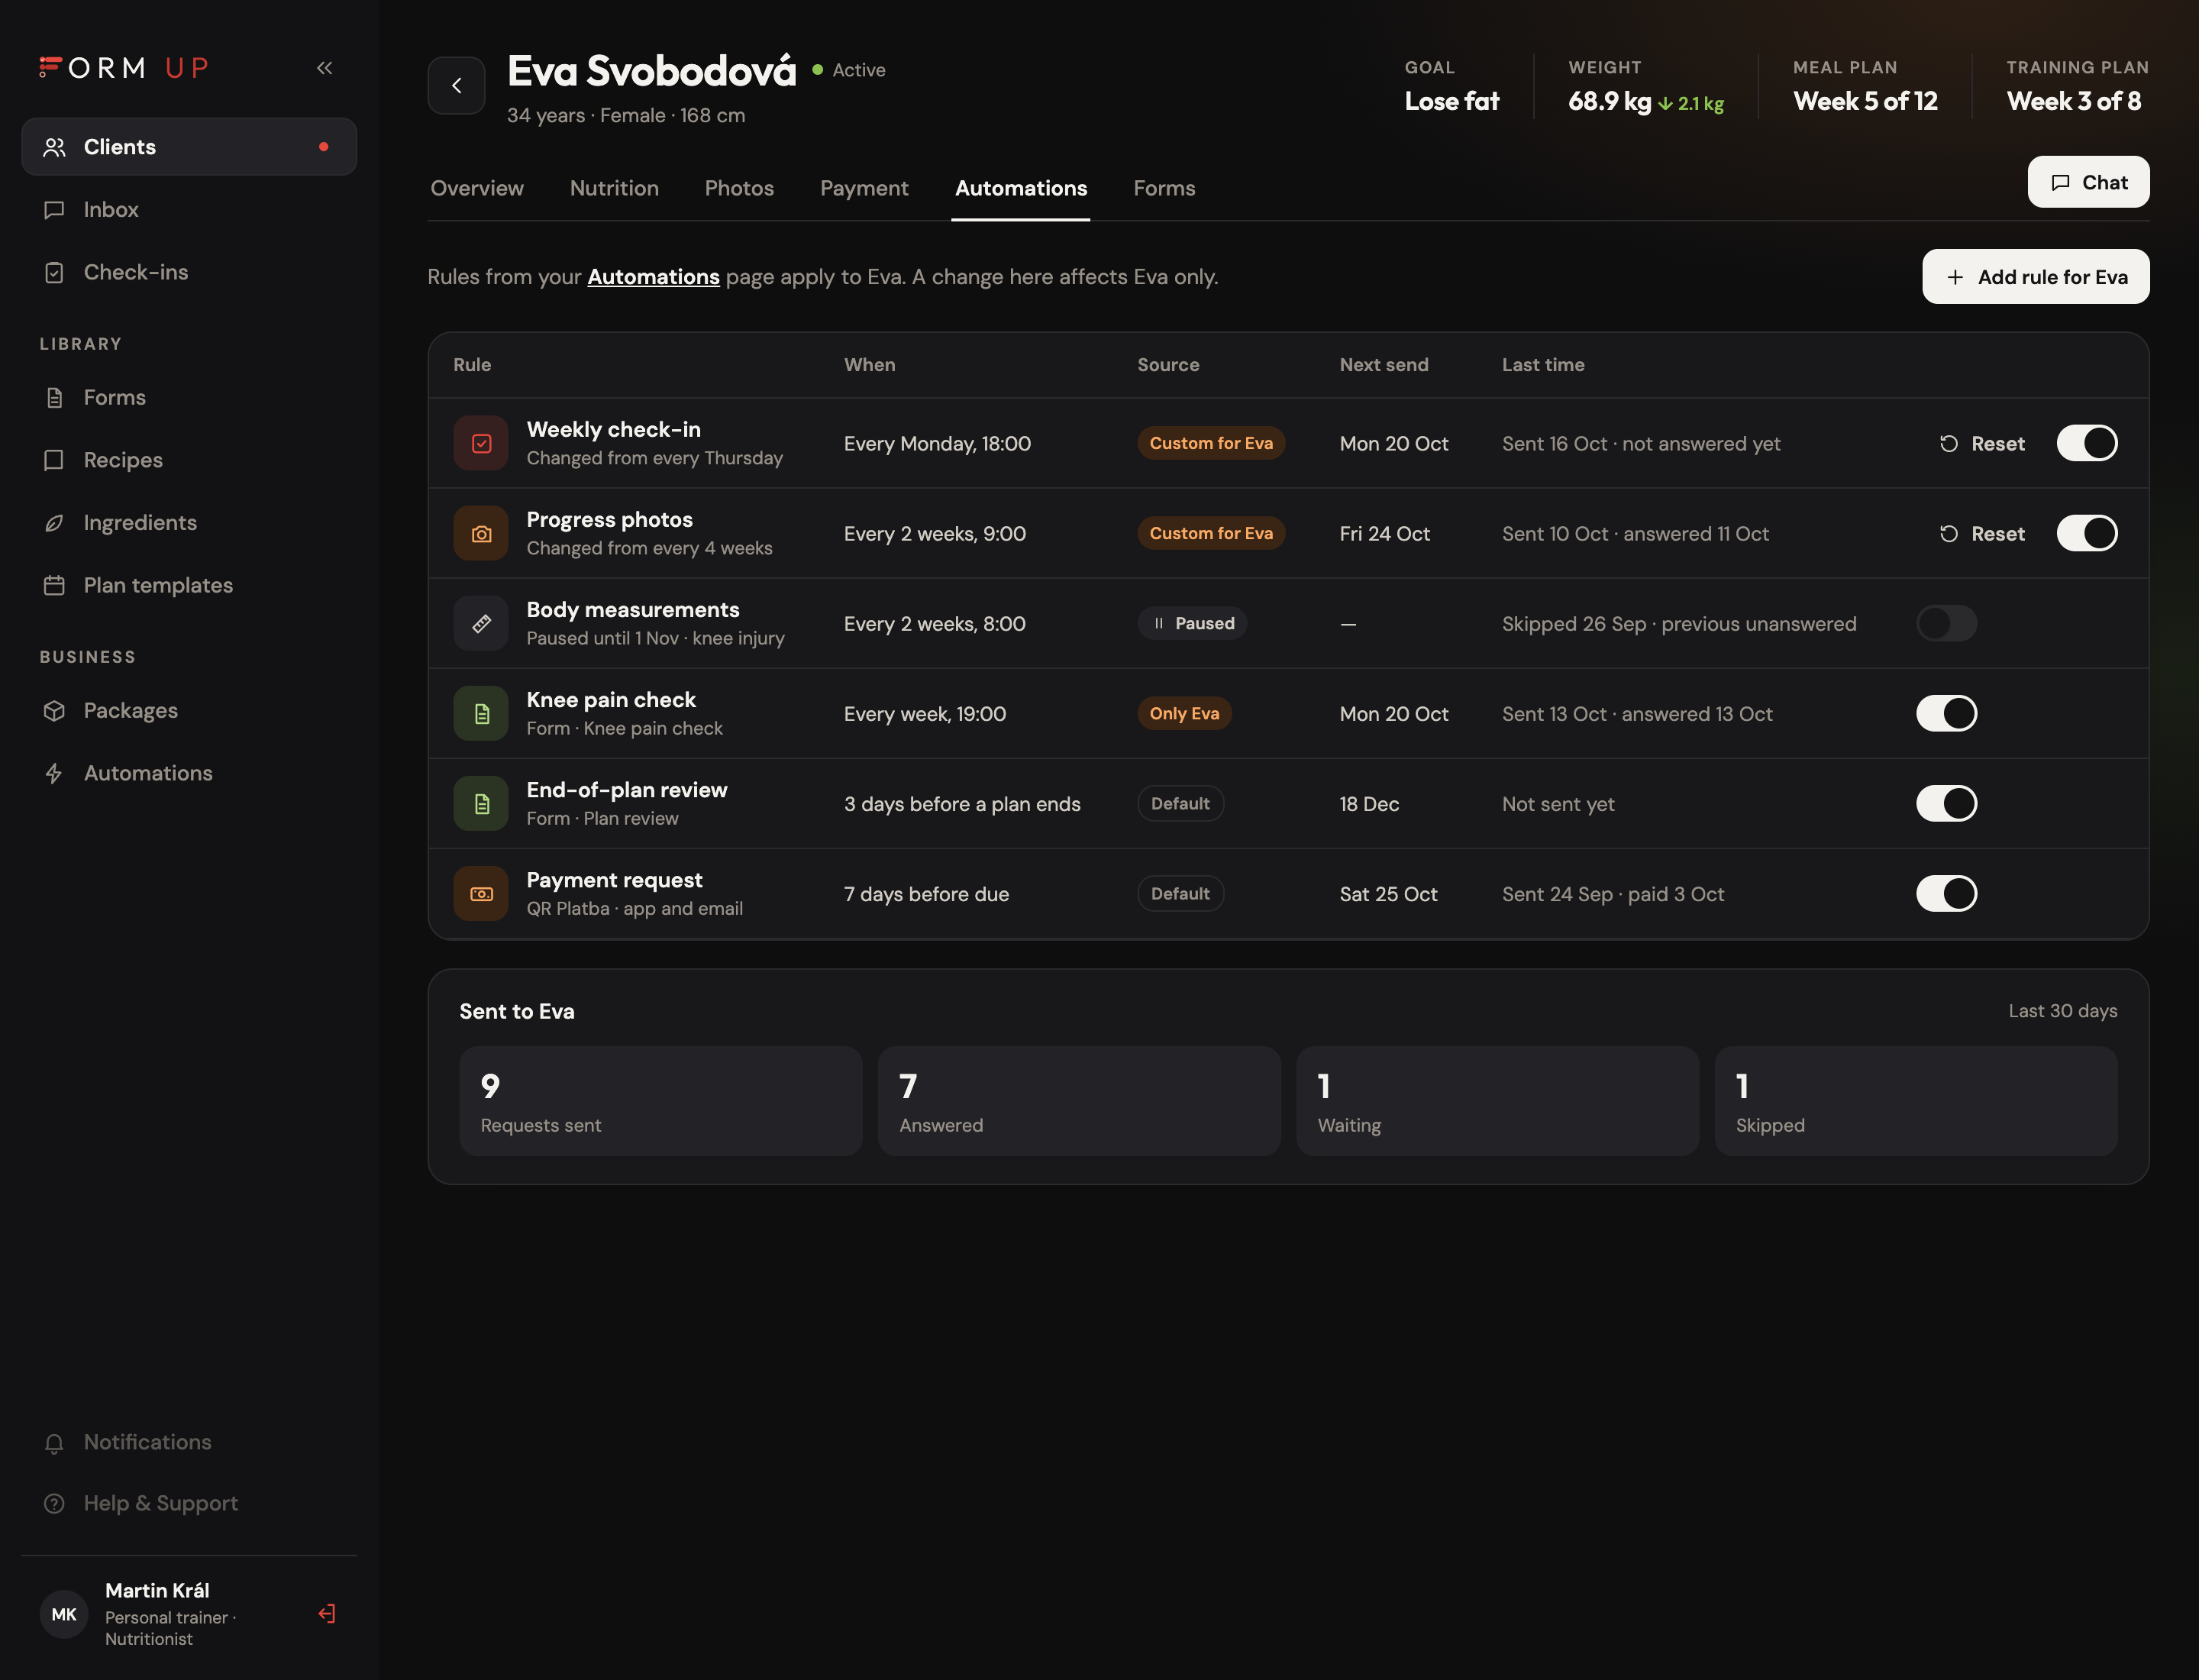 FORM UP
Clients
Inbox
Check-ins
LIBRARY
Forms
Recipes
Ingredients
Plan templates
BUSINESS
Packages
Automations
Notifications
Help & Support
MK
Martin Král
Personal trainer ·
Nutritionist
Eva Svobodová
Active
34 years · Female · 168 cm
GOAL
Lose fat
WEIGHT
68.9 kg ↓ 2.1 kg
MEAL PLAN
Week 5 of 12
TRAINING PLAN
Week 3 of 8
Overview Nutrition Photos Payment Automations Forms
Chat
Rules from your Automations page apply to Eva. A change here affects Eva only.
+ Add rule for Eva
Rule When Source Next send Last time
Weekly check-in
Changed from every Thursday
Every Monday, 18:00
Custom for Eva
Mon 20 Oct
Sent 16 Oct · not answered yet
Reset
Progress photos
Changed from every 4 weeks
Every 2 weeks, 9:00
Custom for Eva
Fri 24 Oct
Sent 10 Oct · answered 11 Oct
Reset
Body measurements
Paused until 1 Nov · knee injury
Every 2 weeks, 8:00
Paused
—
Skipped 26 Sep · previous unanswered
Knee pain check
Form · Knee pain check
Every week, 19:00
Only Eva
Mon 20 Oct
Sent 13 Oct · answered 13 Oct
End-of-plan review
Form · Plan review
3 days before a plan ends
Default
18 Dec
Not sent yet
Payment request
QR Platba · app and email
7 days before due
Default
Sat 25 Oct
Sent 24 Sep · paid 3 Oct
Sent to Eva
Last 30 days
9
Requests sent
7
Answered
1
Waiting
1
Skipped